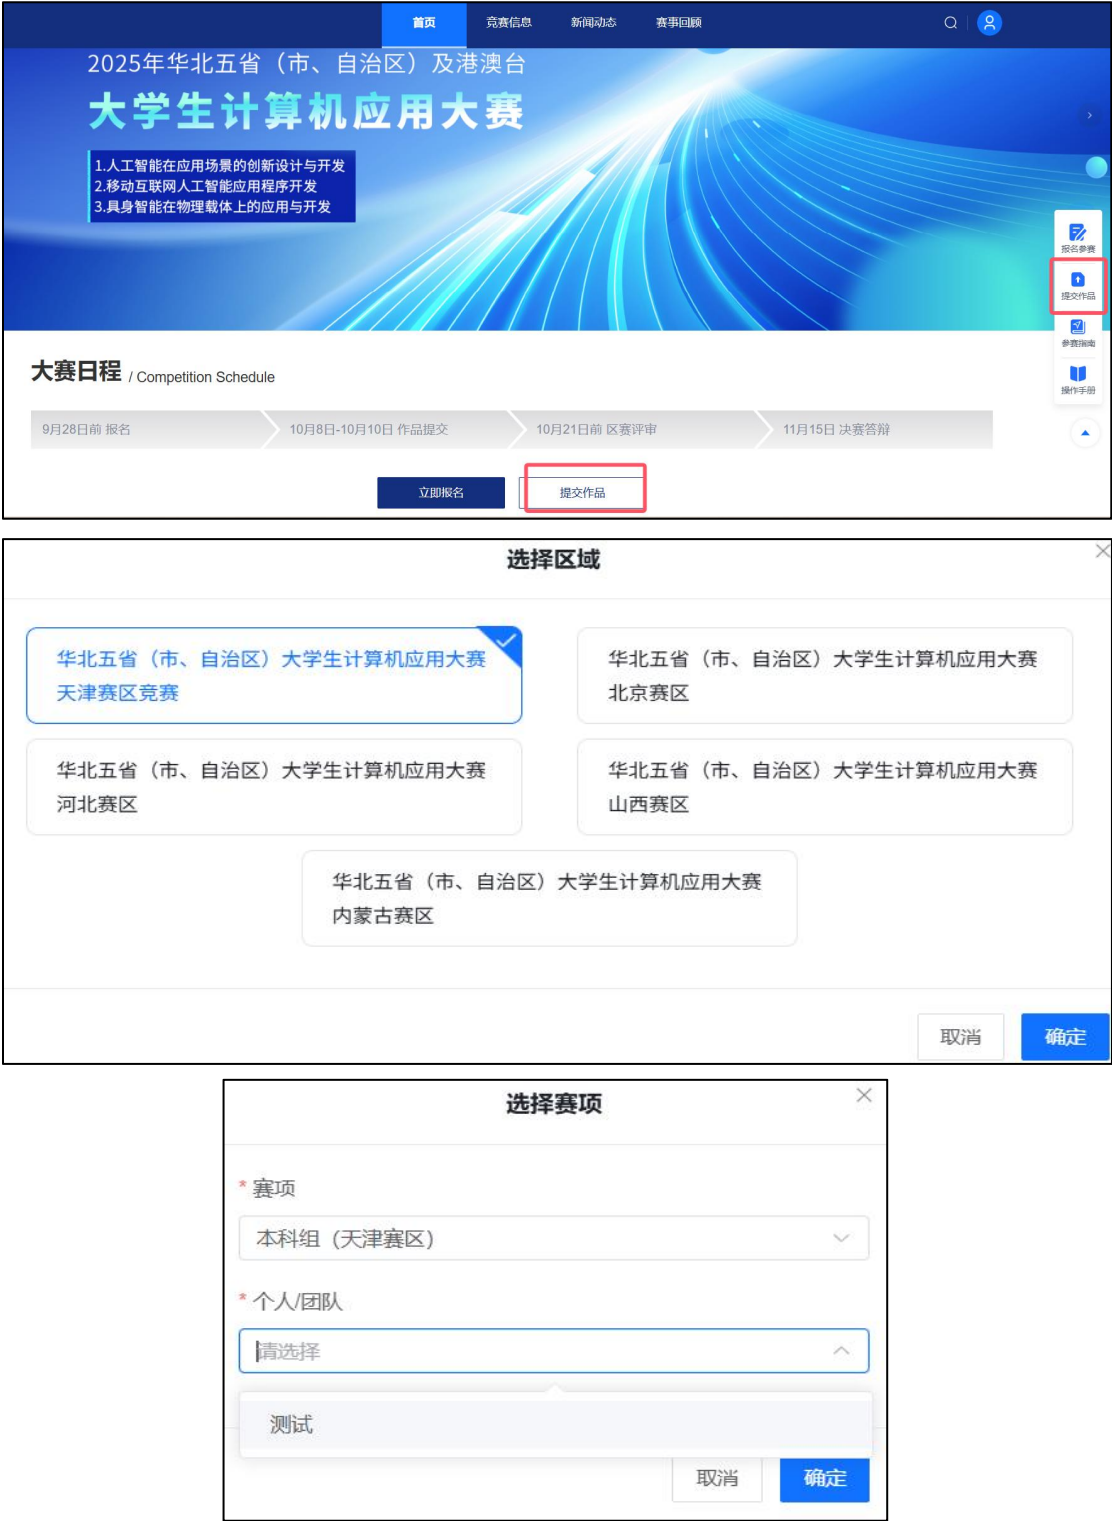 首页 竞赛信息 新闻动态 赛事回顾
2025年华北五省（市、自治区）及港澳台
大学生计算机应用大赛
1.人工智能在应用场景的创新设计与开发
2.移动互联网人工智能应用程序开发
3.具身智能在物理载体上的应用与开发
报名参赛
提交作品
参赛指南
操作手册
大赛日程 / Competition Schedule
9月28日前 报名
10月8日-10月10日 作品提交
10月21日前 区赛评审
11月15日 决赛答辩
立即报名
提交作品
选择区域
华北五省（市、自治区）大学生计算机应用大赛
天津赛区竞赛
华北五省（市、自治区）大学生计算机应用大赛
北京赛区
华北五省（市、自治区）大学生计算机应用大赛
河北赛区
华北五省（市、自治区）大学生计算机应用大赛
山西赛区
华北五省（市、自治区）大学生计算机应用大赛
内蒙古赛区
取消
确定
选择赛项
* 赛项
本科组（天津赛区）
* 个人/团队
请选择
测试
取消
确定